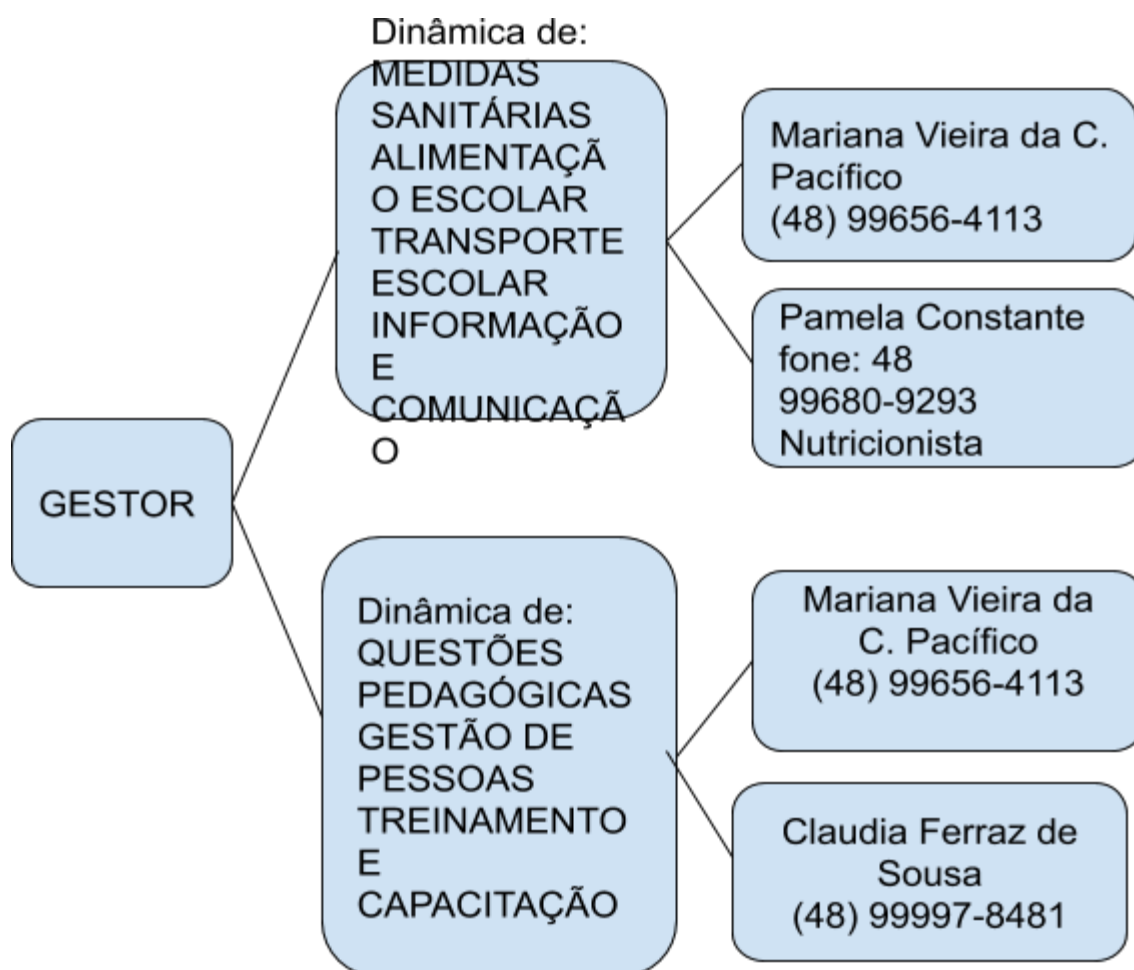 GESTOR
Dinâmica de:
MEDIDAS
SANITÁRIAS
ALIMENTAÇÃ
O ESCOLAR
TRANSPORTE
ESCOLAR
INFORMAÇÃO
E
COMUNICAÇÃ
O
Mariana Vieira da C.
Pacífico
(48) 99656-4113
Pamela Constante
fone: 48
99680-9293
Nutricionista
Dinâmica de:
QUESTÕES
PEDAGÓGICAS
GESTÃO DE
PESSOAS
TREINAMENTO
E
CAPACITAÇÃO
Mariana Vieira da
C. Pacífico
(48) 99656-4113
Claudia Ferraz de
Sousa
(48) 99997-8481